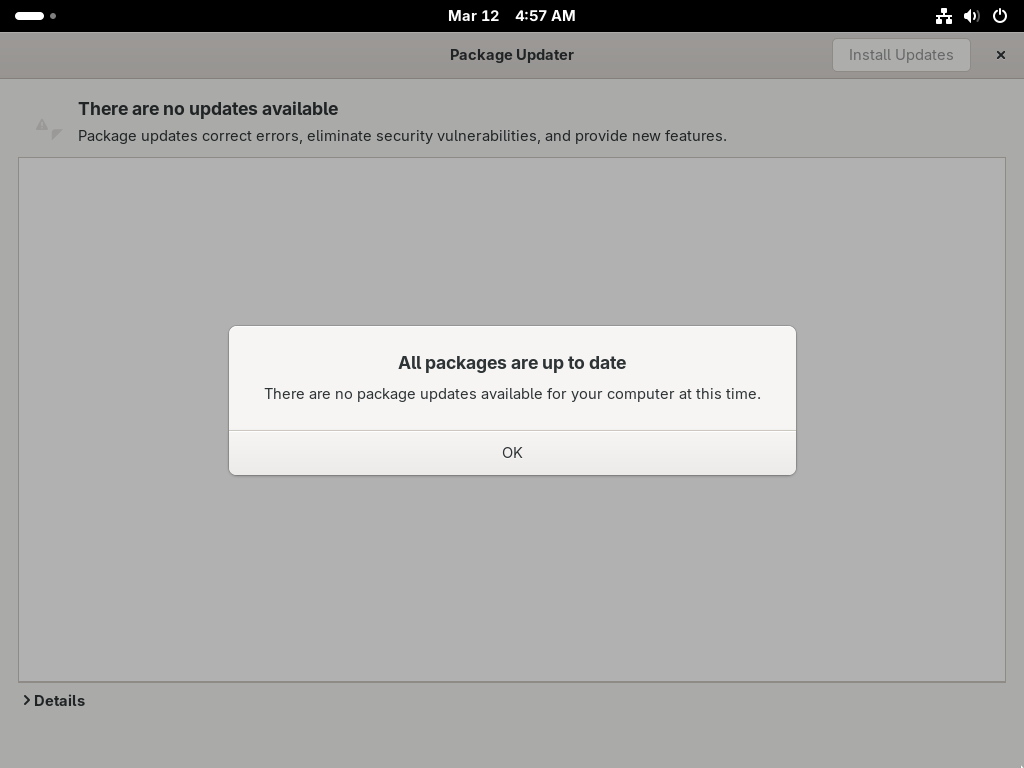 Mar 12 4:57 AM
Package Updater
Install Updates
There are no updates available
Package updates correct errors, eliminate security vulnerabilities, and provide new features.
All packages are up to date
There are no package updates available for your computer at this time.
OK
Details